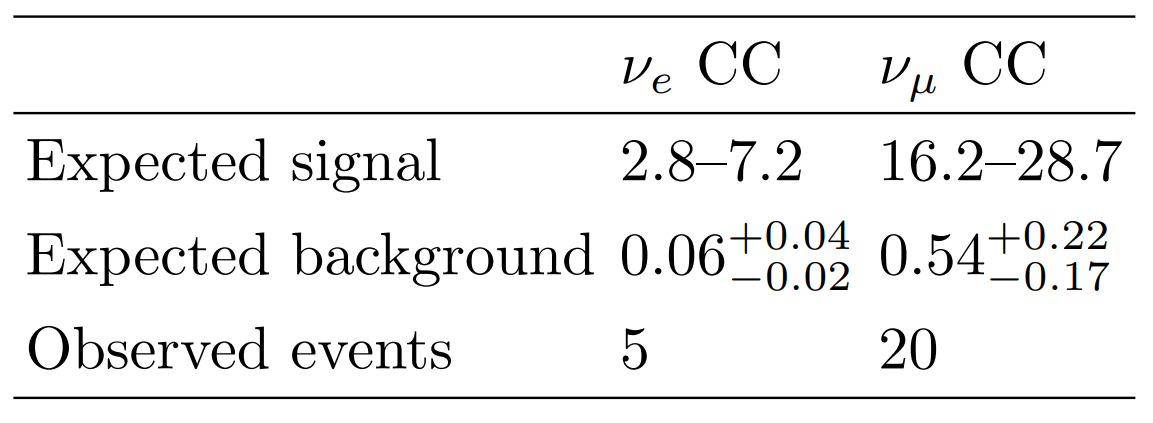 νₑ CC ν_μ CC
Expected signal 2.8–7.2 16.2–28.7
Expected background 0.06^{+0.04}_{−0.02} 0.54^{+0.22}_{−0.17}
Observed events 5 20